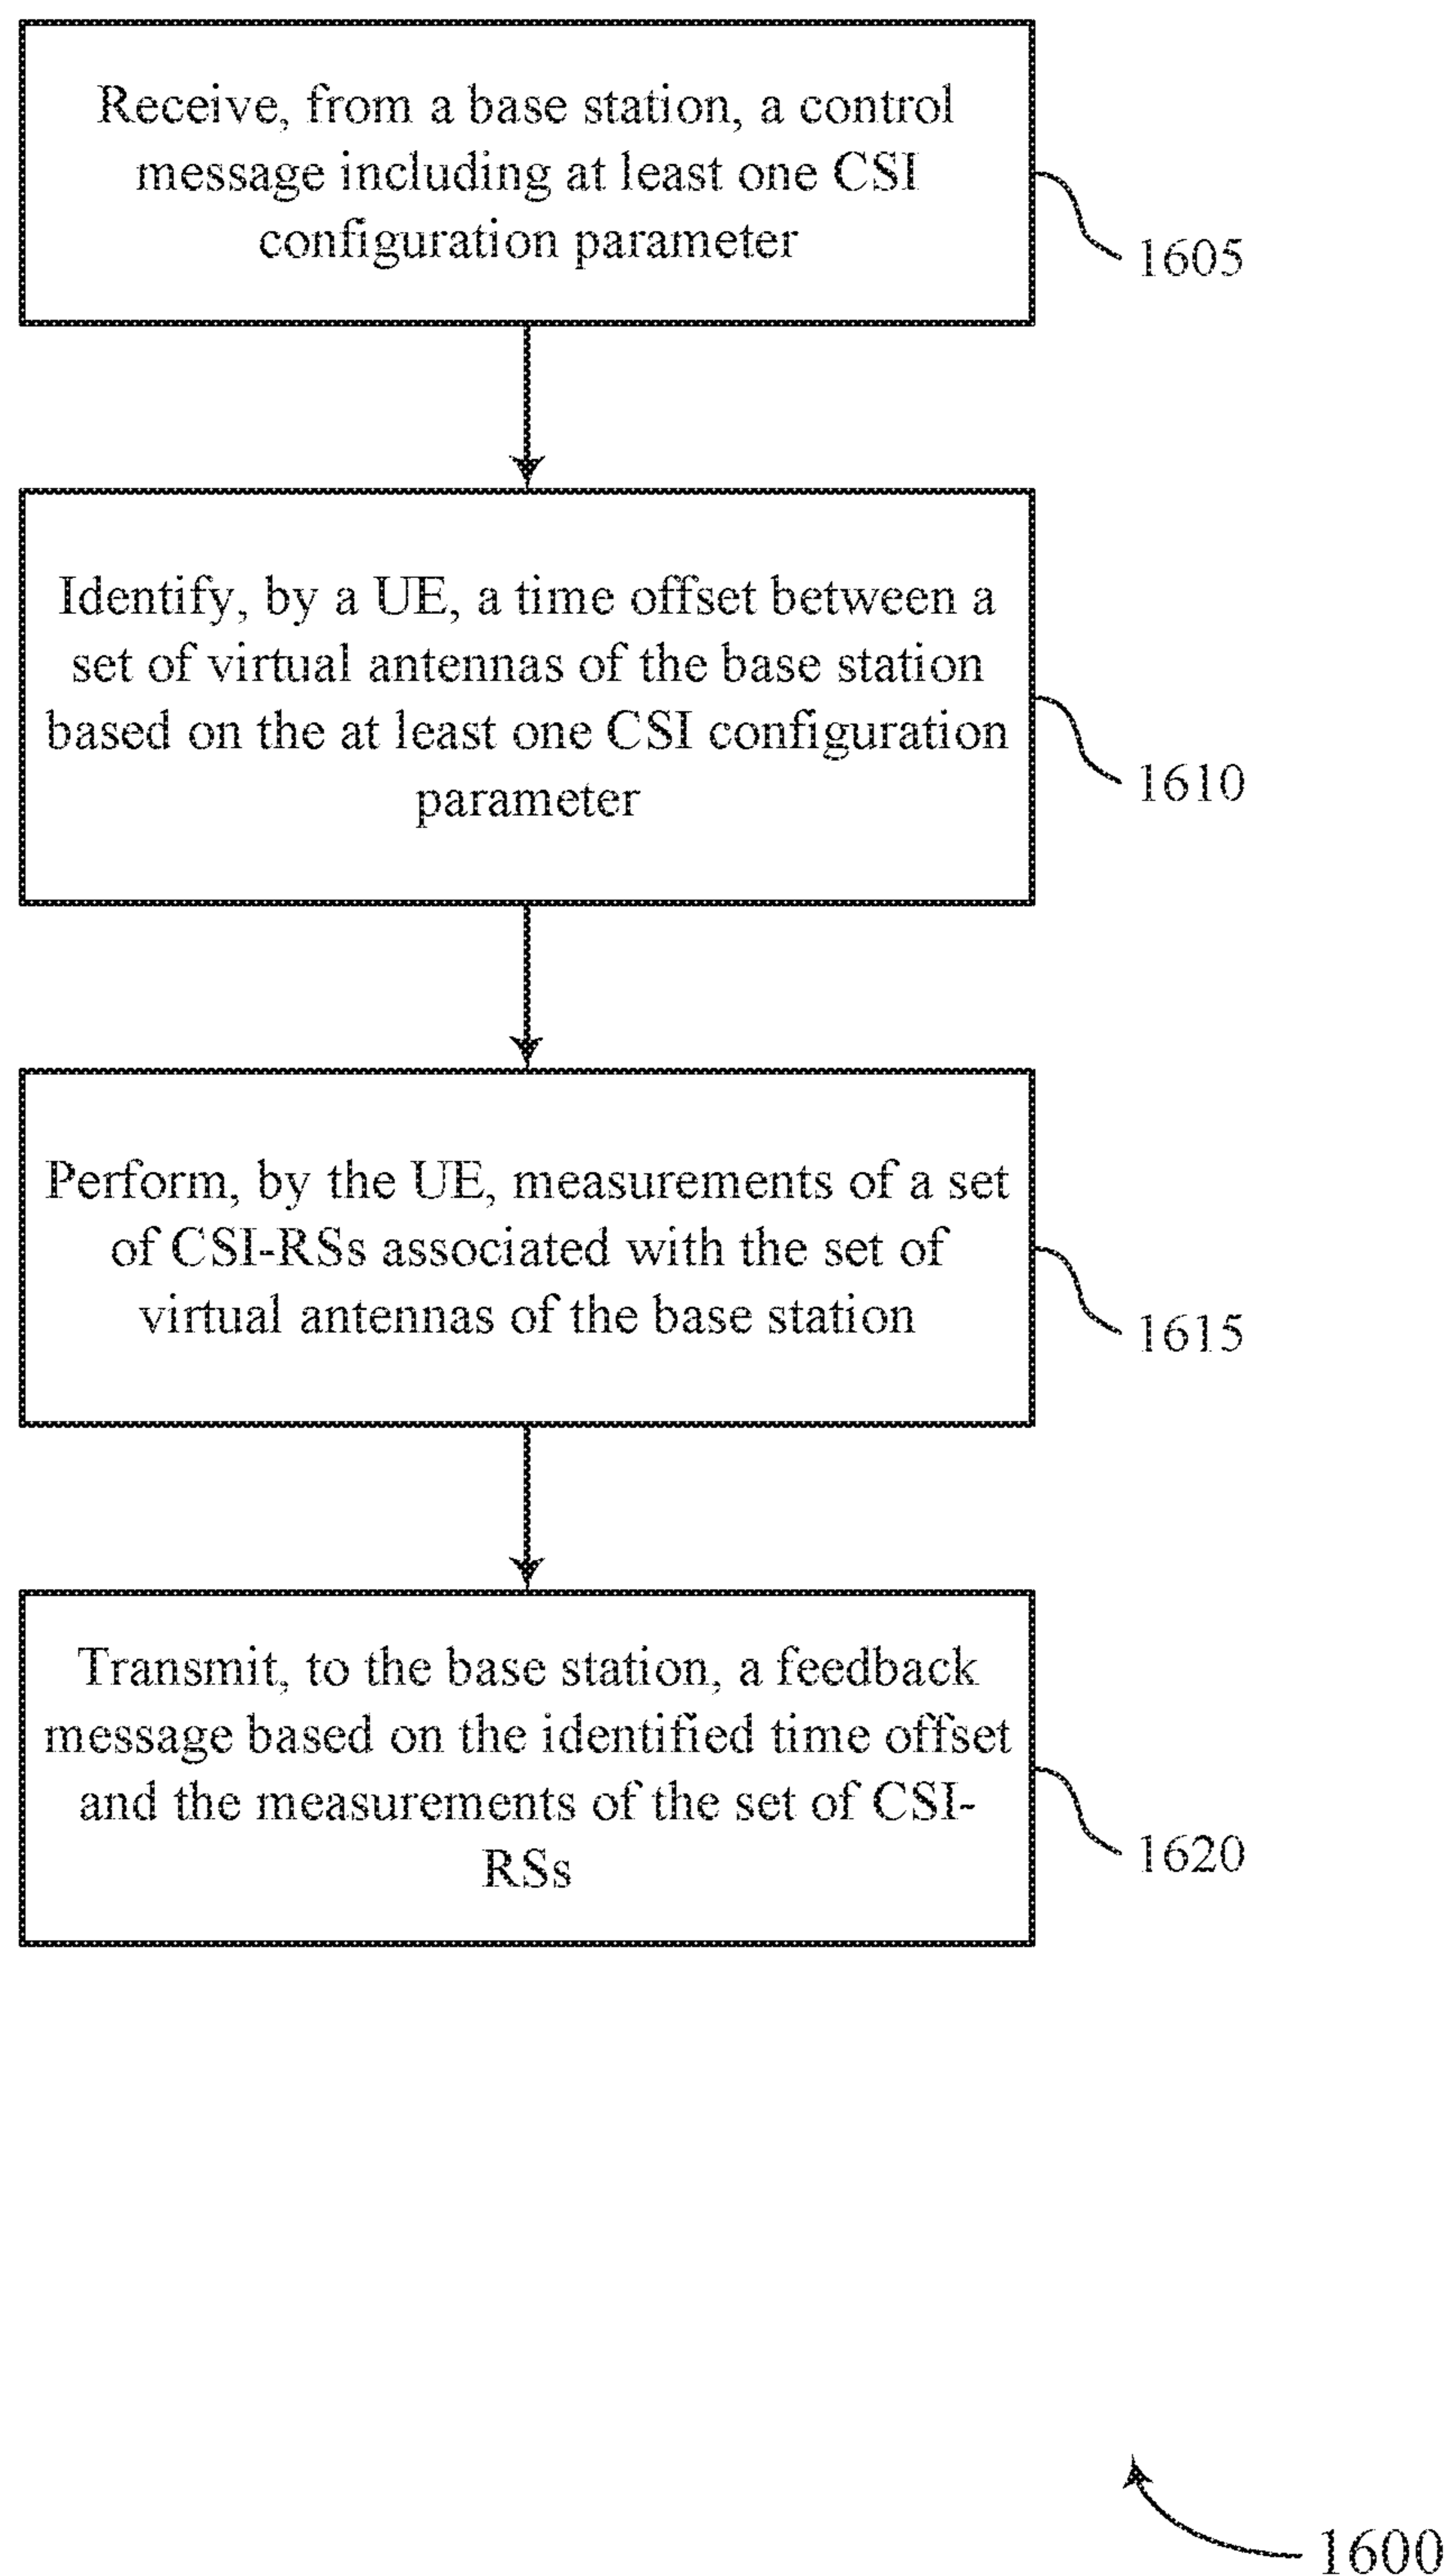 Receive, from a base station, a control
message including at least one CSI
configuration parameter
1605
Identify, by a UE, a time offset between a
set of virtual antennas of the base station
based on the at least one CSI configuration
parameter
1610
Perform, by the UE, measurements of a set
of CSI-RSs associated with the set of
virtual antennas of the base station
1615
Transmit, to the base station, a feedback
message based on the identified time offset
and the measurements of the set of CSI-
RSs
1620
1600